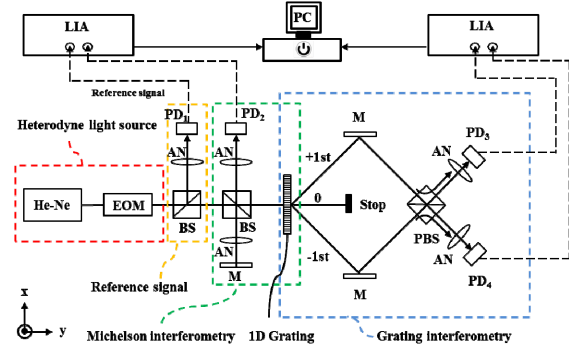 LIA
PC
LIA
Reference signal
Heterodyne light source
PD1
PD2
M
PD3
AN
AN
+1st
AN
He-Ne
EOM
0
Stop
BS
BS
PBS
AN
AN
-1st
M
M
PD4
Reference signal
x
y
Michelson interferometry
1D Grating
Grating interferometry